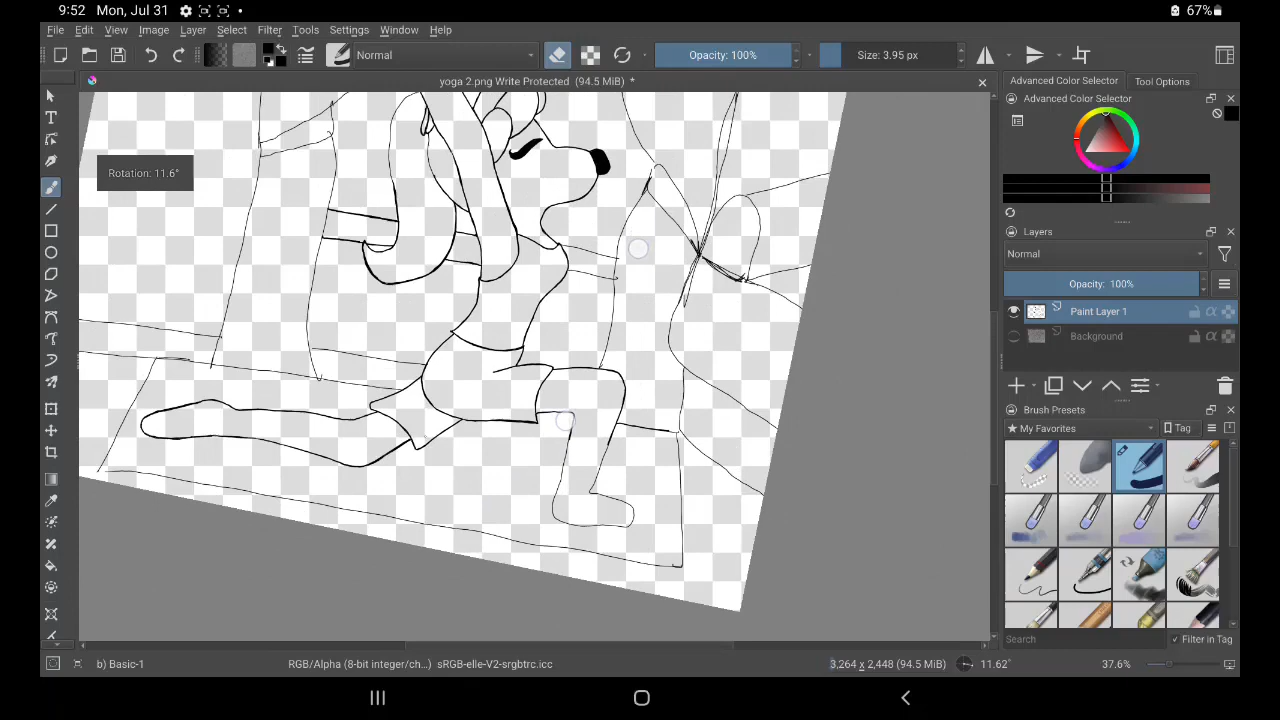 9:52 Mon, Jul 31 67%
File Edit View Image Layer Select Filter Tools Settings Window Help
Normal Opacity: 100% Size: 3.95 px
yoga 2.png Write Protected (94.5 MiB) *
Advanced Color Selector Tool Options
Advanced Color Selector
Rotation: 11.6°
Layers
Normal
Opacity: 100%
Paint Layer 1
Background
Brush Presets
★ My Favorites Tag
Search ✓ Filter in Tag
b) Basic-1 RGB/Alpha (8-bit integer/ch...) sRGB-elle-V2-srgbtrc.icc 3,264 x 2,448 (94.5 MiB) 11.62° 37.6%